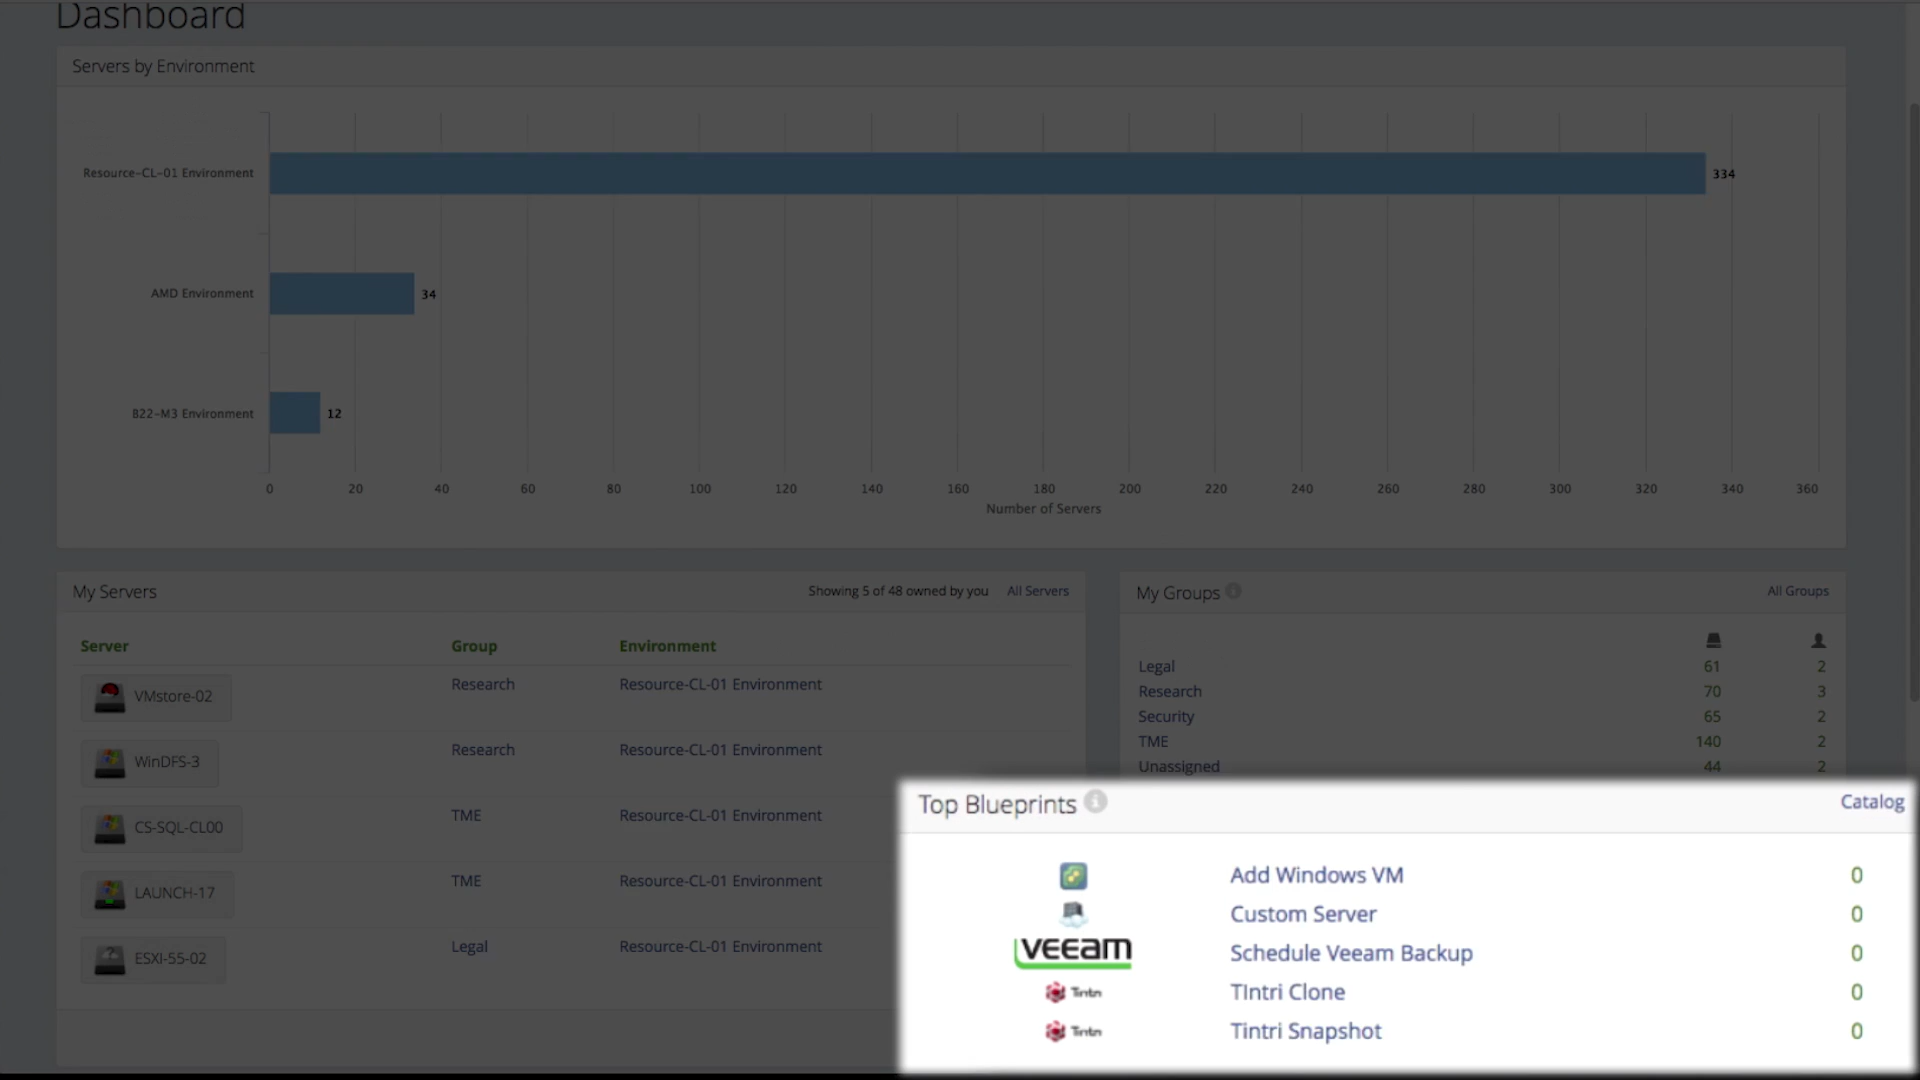 Dashboard
Servers by Environment
Resource-CL-01 Environment
334
AMD Environment
34
B22-M3 Environment
12
0 20 40 60 80 100 120 140 160 180 200 220 240 260 280 300 320 340 360
Number of Servers
My Servers Showing 5 of 48 owned by you All Servers
Server Group Environment
VMstore-02 Research Resource-CL-01 Environment
WinDFS-3 Research Resource-CL-01 Environment
CS-SQL-CL00 TME Resource-CL-01 Environment
LAUNCH-17 TME Resource-CL-01 Environment
ESXI-55-02 Legal Resource-CL-01 Environment
My Groups All Groups
Legal 61 2
Research 70 3
Security 65 2
TME 140 2
Unassigned 44 2
Top Blueprints Catalog
Add Windows VM 0
Custom Server 0
veeam Schedule Veeam Backup 0
Tintri TIntri Clone 0
Tintri Tintri Snapshot 0